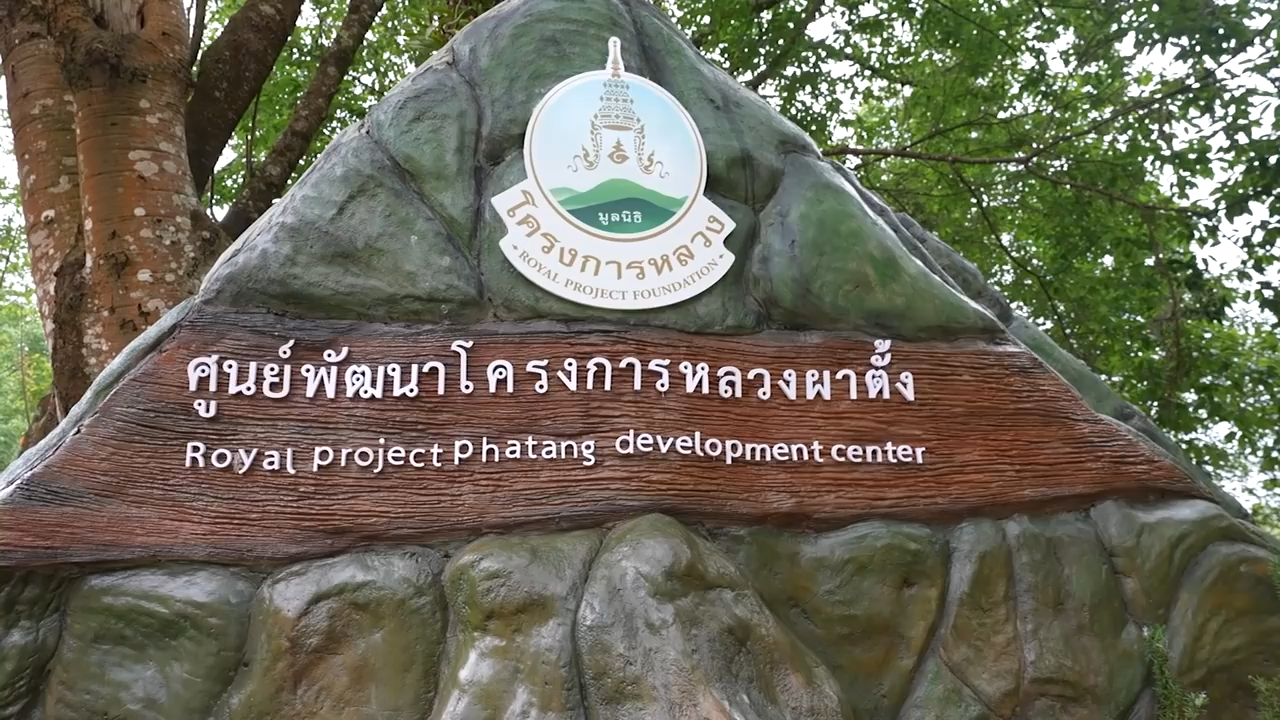 มูลนิธิ
โครงการหลวง
ROYAL PROJECT FOUNDATION
ศูนย์พัฒนาโครงการหลวงผาตั้ง
Royal project phatang development center